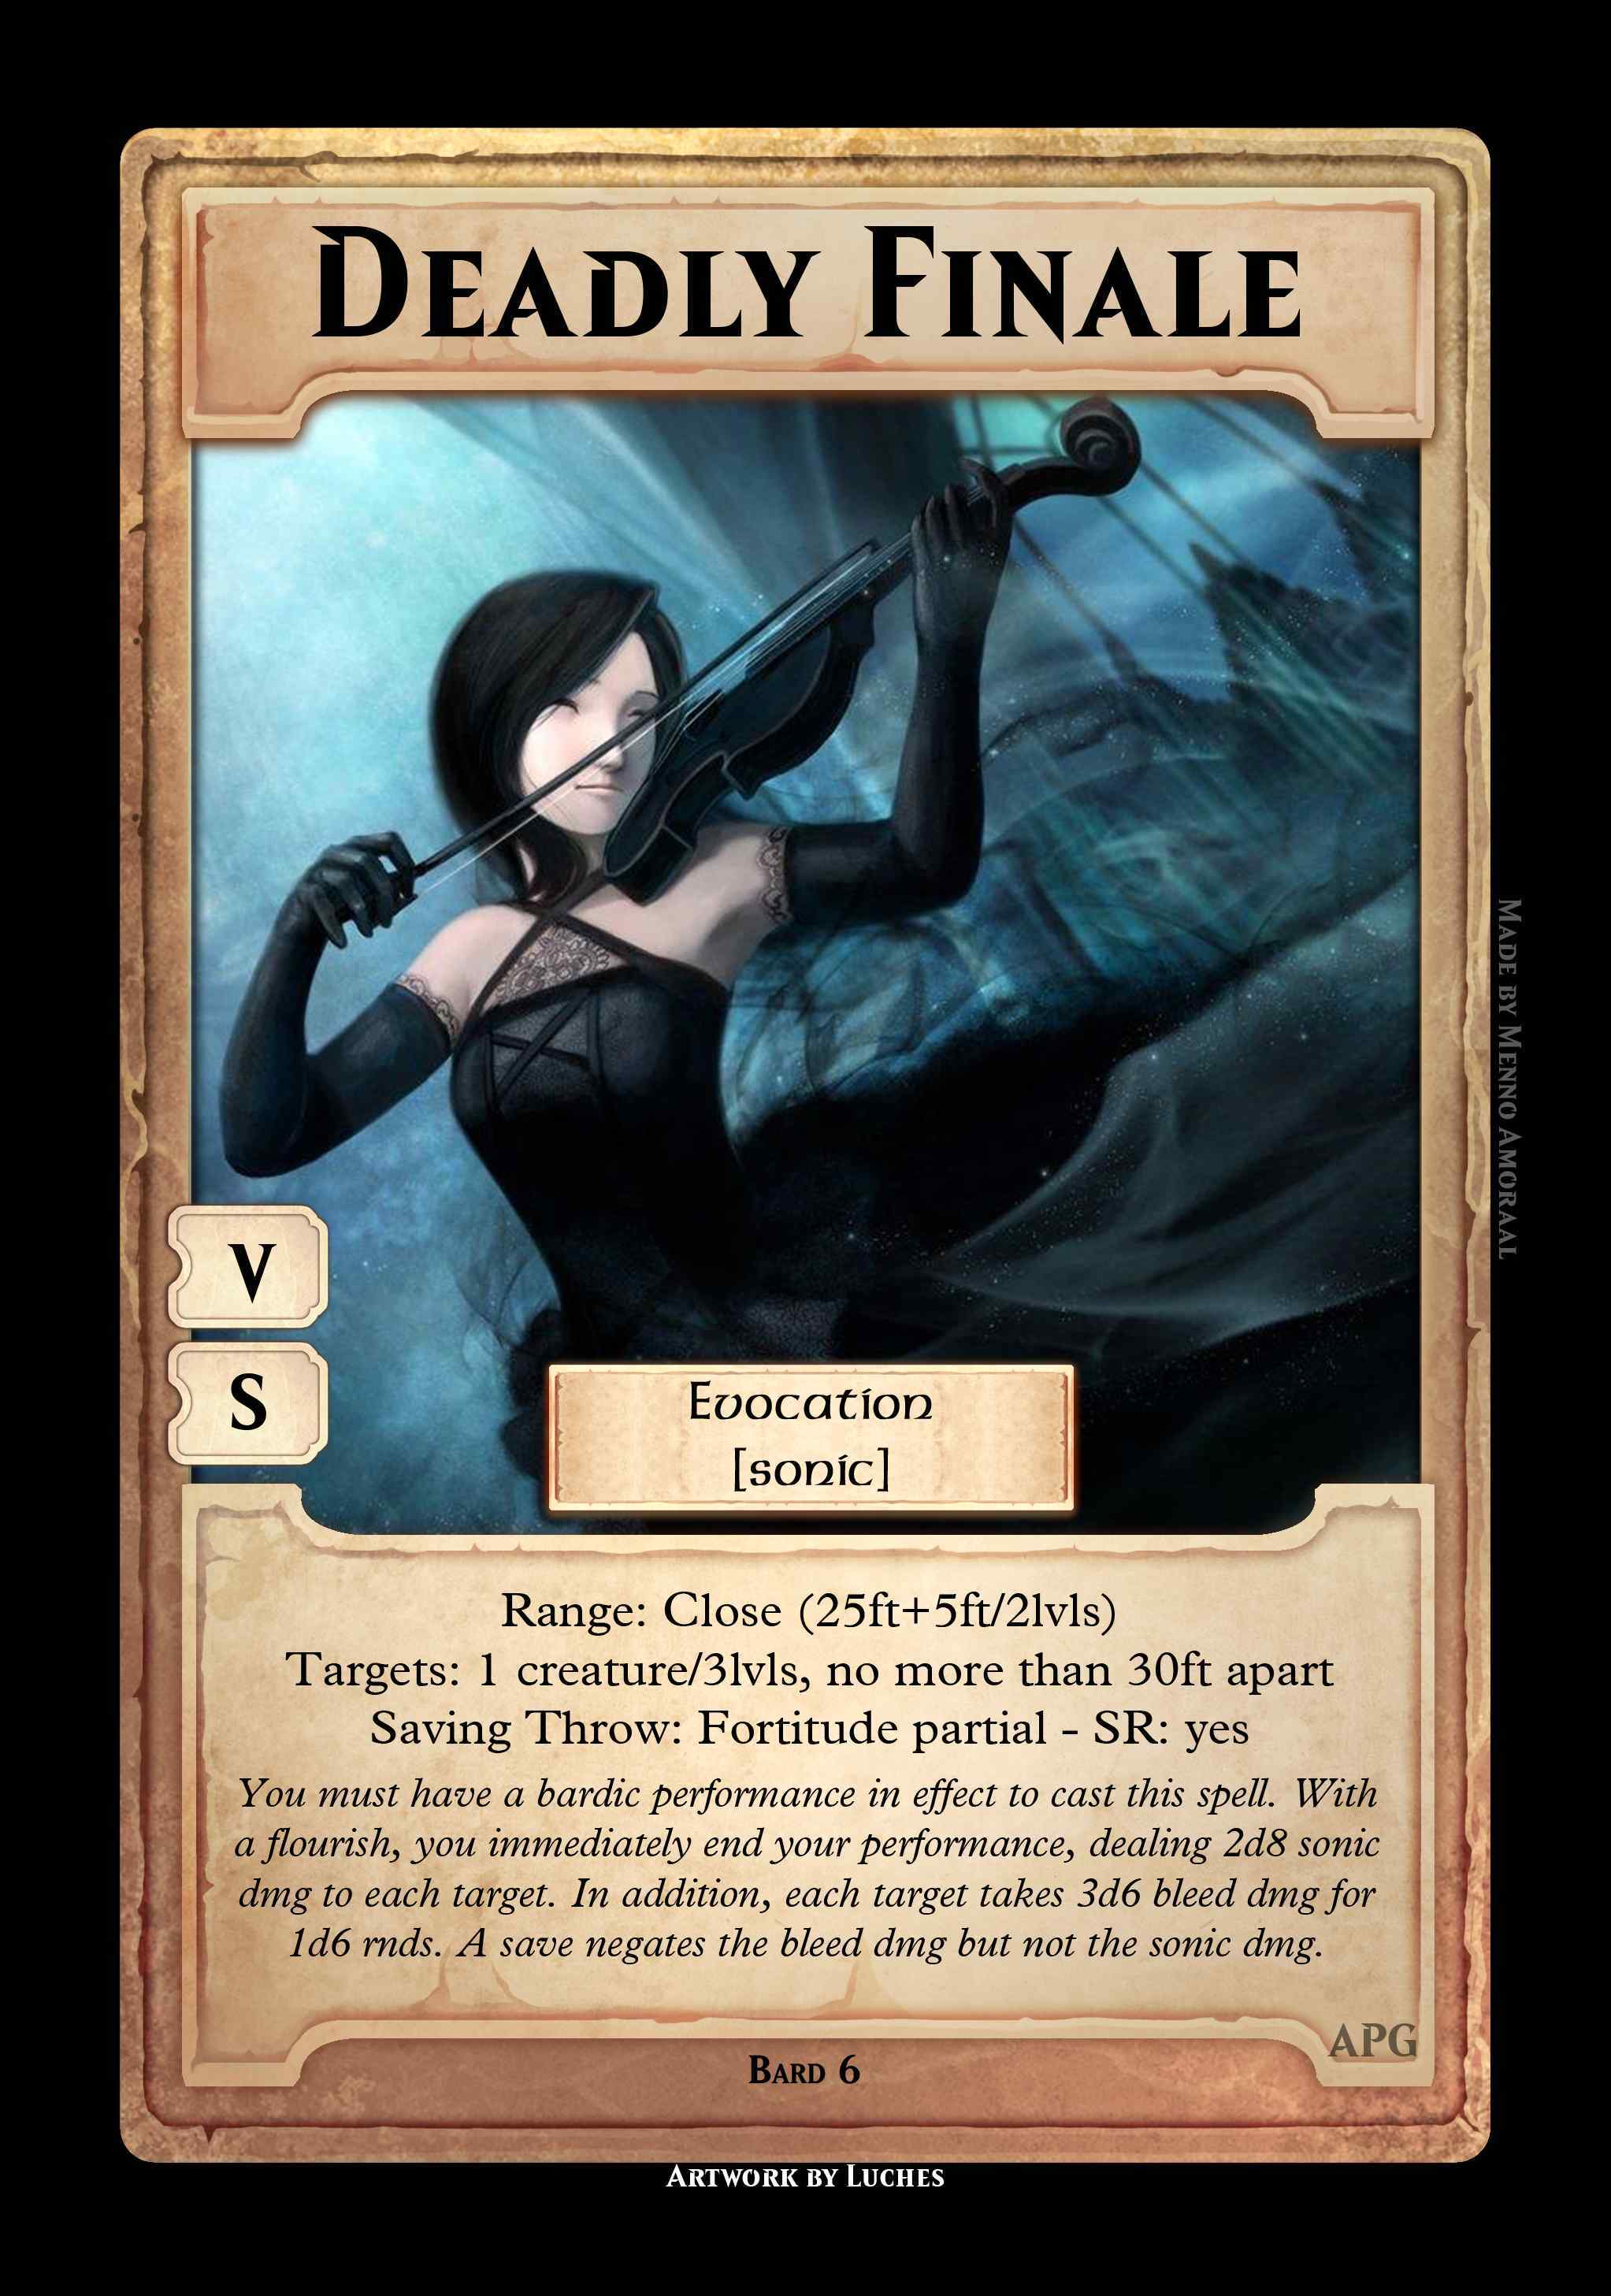 Deadly Finale
V
S
Evocation
[sonic]
Range: Close (25ft+5ft/2lvls)
Targets: 1 creature/3lvls, no more than 30ft apart
Saving Throw: Fortitude partial - SR: yes
You must have a bardic performance in effect to cast this spell. With
a flourish, you immediately end your performance, dealing 2d8 sonic
dmg to each target. In addition, each target takes 3d6 bleed dmg for
1d6 rnds. A save negates the bleed dmg but not the sonic dmg.
APG
Bard 6
Artwork by Luches
Made by Menno Amoraal